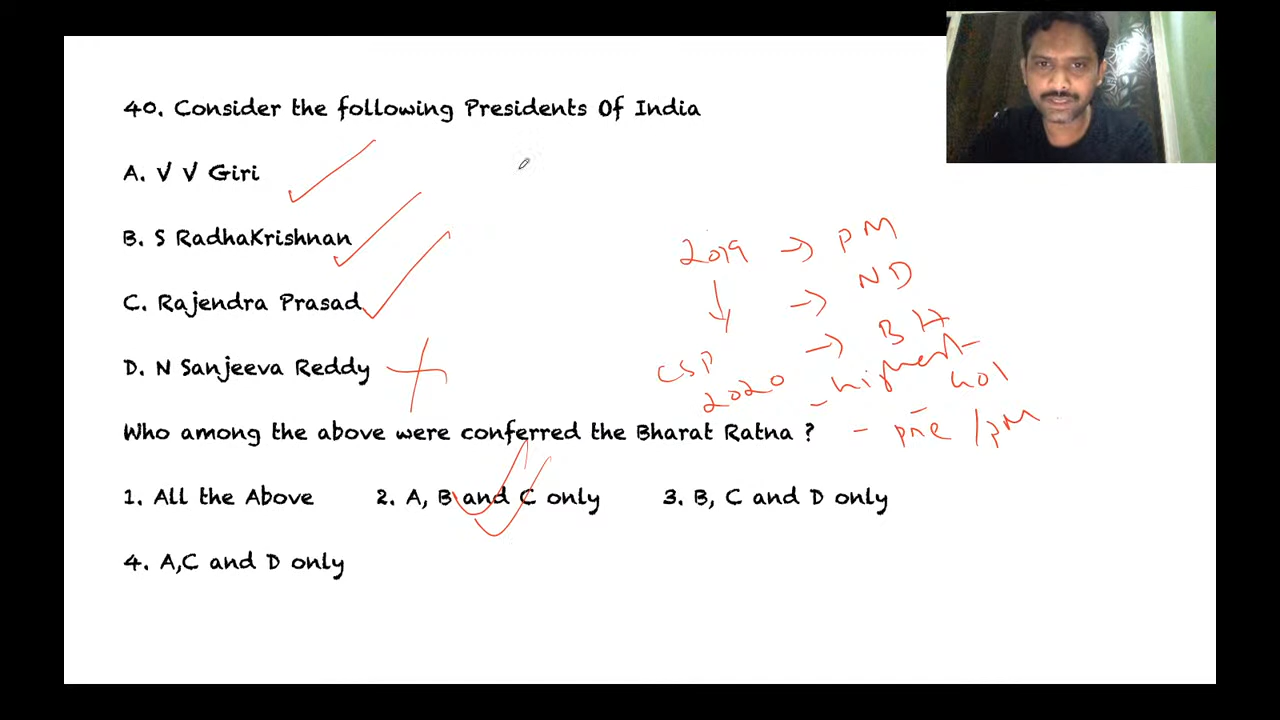 40. Consider the following Presidents Of India
A. V V Giri
B. S RadhaKrishnan
C. Rajendra Prasad
D. N Sanjeeva Reddy
Who among the above were conferred the Bharat Ratna ?
1. All the Above 2. A, B and C only 3. B, C and D only
4. A,C and D only
2019 → PM
→ ND
→ BH
CSP
2020
- highest
- GOI
- pre / PM